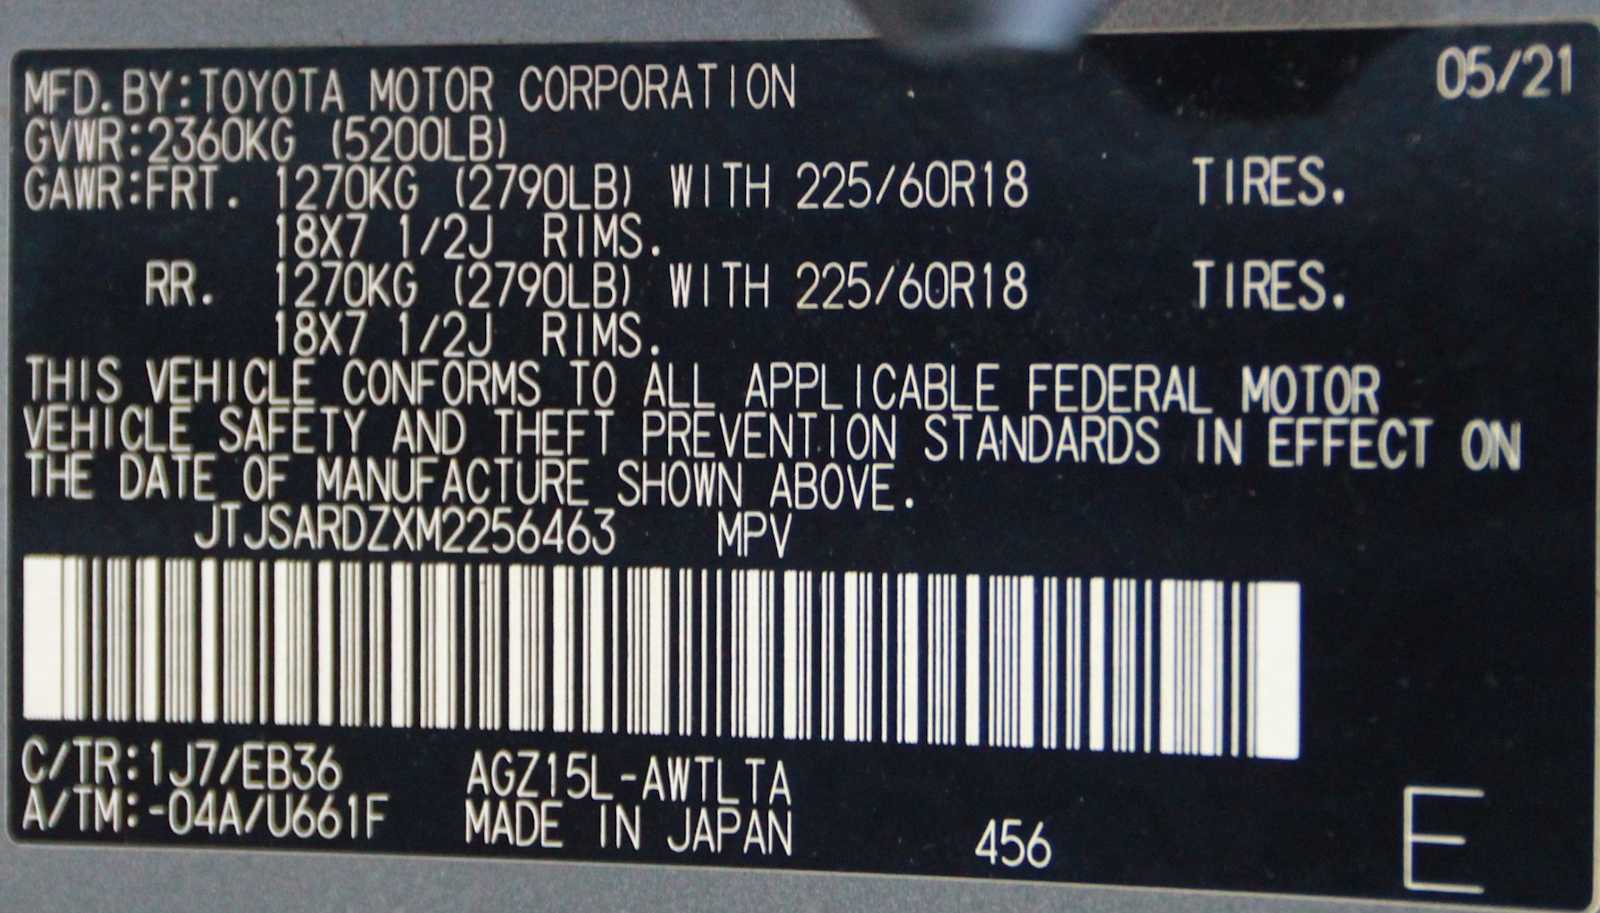 MFD.BY:TOYOTA MOTOR CORPORATION 05/21
GVWR:2360KG (5200LB)
GAWR:FRT. 1270KG (2790LB) WITH 225/60R18 TIRES.
18X7 1/2J RIMS.
RR. 1270KG (2790LB) WITH 225/60R18 TIRES.
18X7 1/2J RIMS.
THIS VEHICLE CONFORMS TO ALL APPLICABLE FEDERAL MOTOR
VEHICLE SAFETY AND THEFT PREVENTION STANDARDS IN EFFECT ON
THE DATE OF MANUFACTURE SHOWN ABOVE.
JTJSARDZXM2256463 MPV
C/TR:1J7/EB36 AGZ15L-AWTLTA
A/TM:-04A/U661F MADE IN JAPAN 456 E